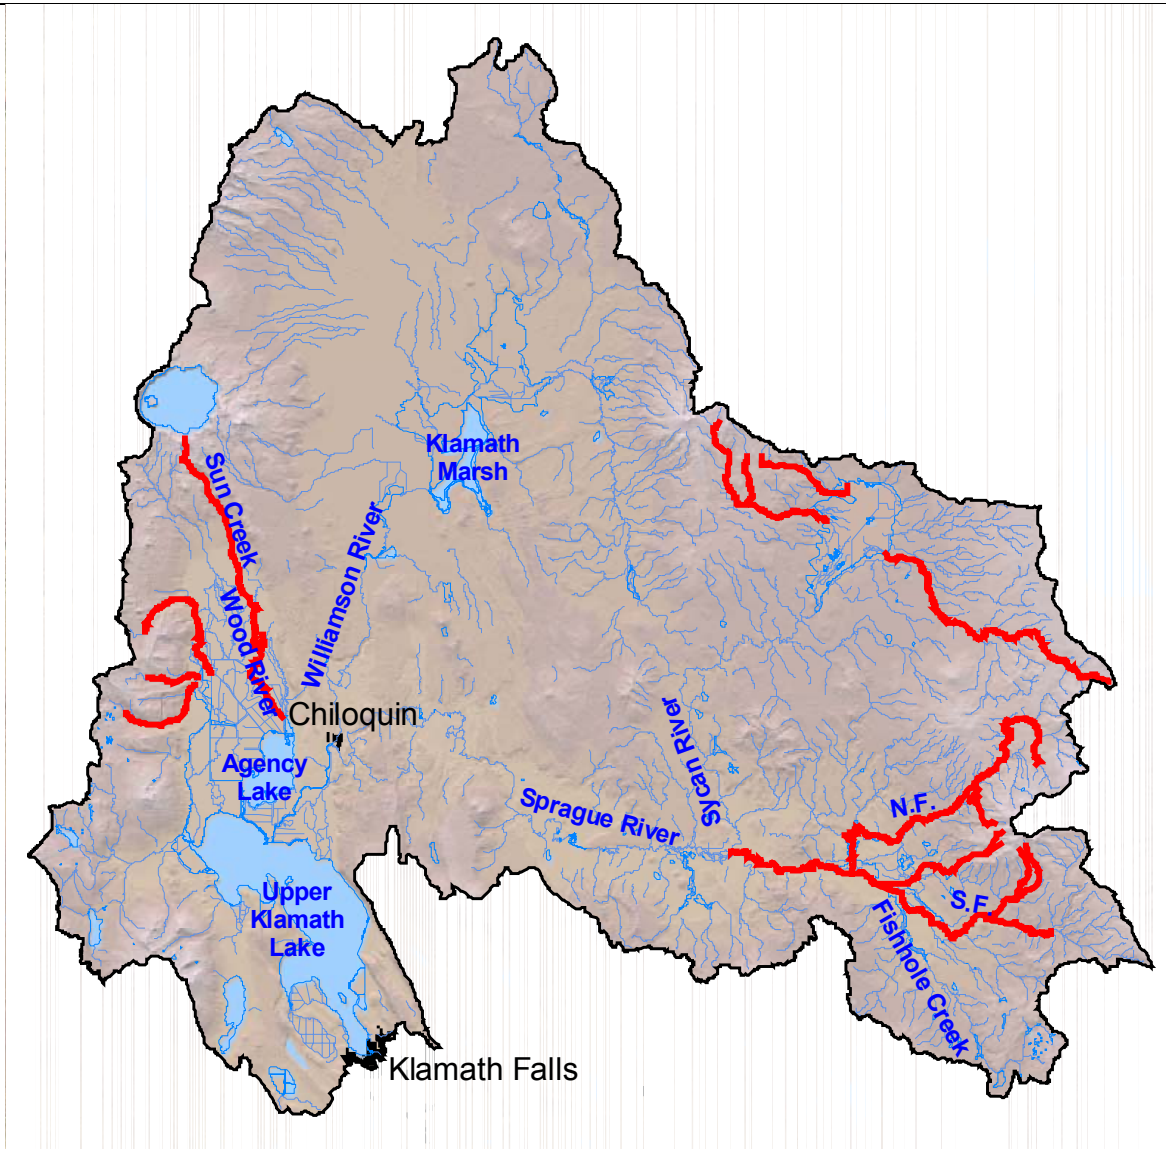 Klamath
Marsh
Sun Creek
Williamson River
Wood River
Chiloquin
Sycan River
Agency
Lake
Sprague River
N.F.
Upper
Klamath
Lake
S.F.
Fishhole Creek
Klamath Falls